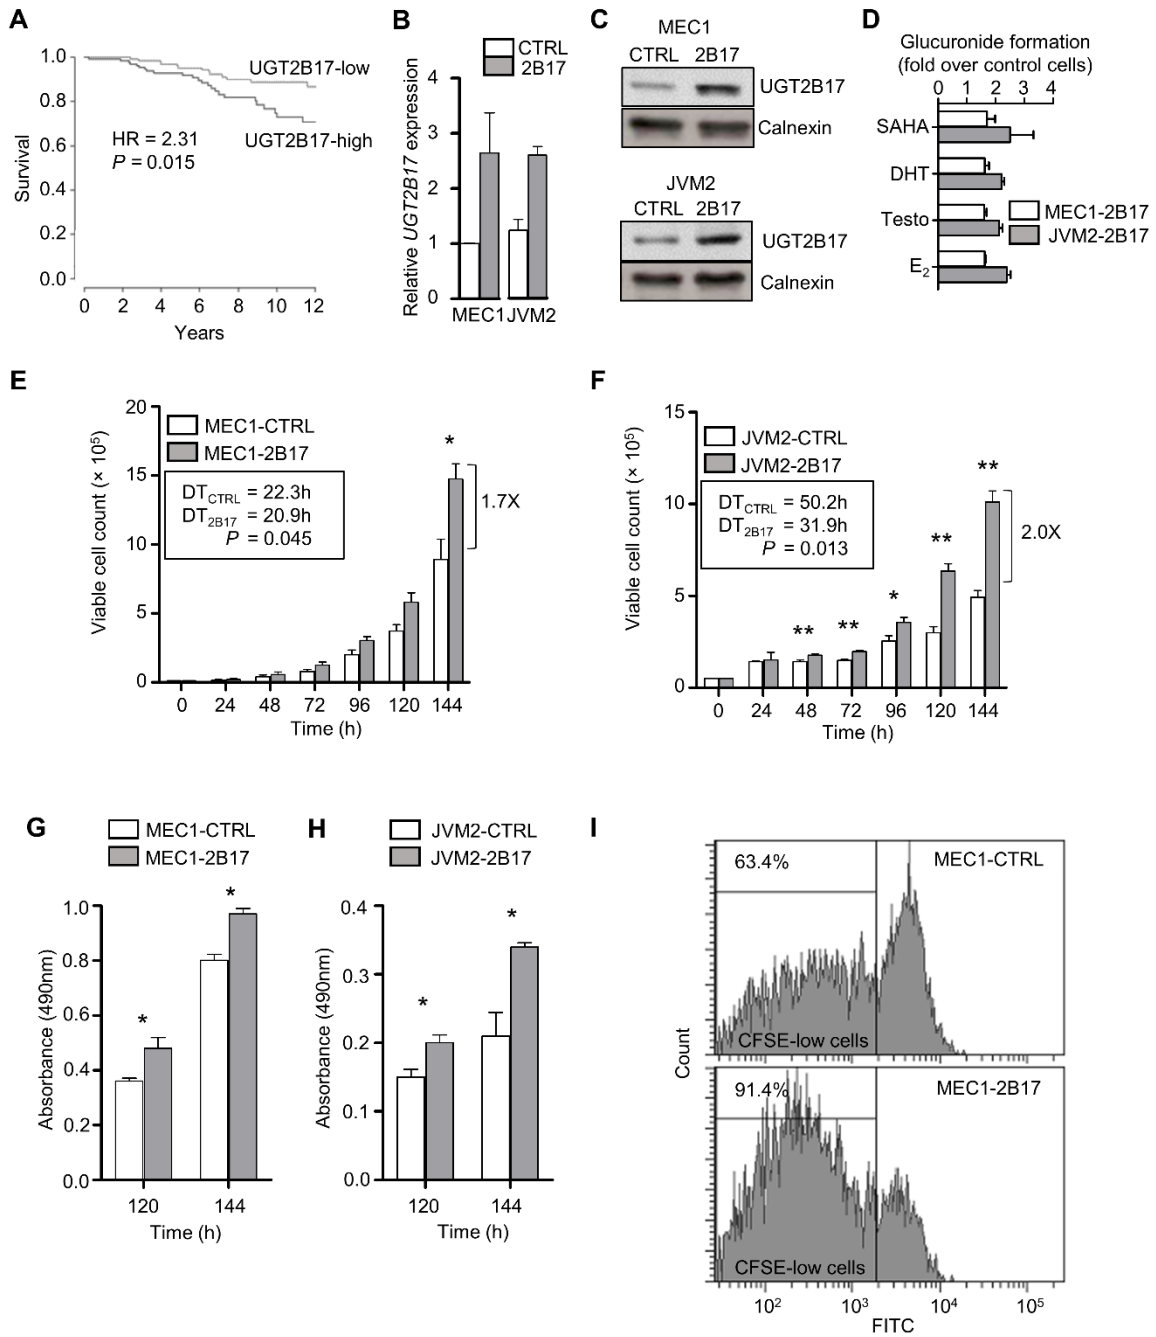 A
1.0
0.8
0.6
0.4
0.2
0.0
Survival
UGT2B17-low
UGT2B17-high
HR = 2.31
P = 0.015
0 2 4 6 8 10 12
Years
B
CTRL
2B17
Relative UGT2B17 expression
4
3
2
1
0
MEC1 JVM2
C
MEC1
CTRL 2B17
UGT2B17
Calnexin
JVM2
CTRL 2B17
UGT2B17
Calnexin
D
Glucuronide formation
(fold over control cells)
0 1 2 3 4
SAHA
DHT
Testo
E2
MEC1-2B17
JVM2-2B17
E
MEC1-CTRL
MEC1-2B17
DTCTRL = 22.3h
DT2B17 = 20.9h
P = 0.045
Viable cell count (× 10⁵)
20
15
10
5
0
*
1.7X
0 24 48 72 96 120 144
Time (h)
F
JVM2-CTRL
JVM2-2B17
DTCTRL = 50.2h
DT2B17 = 31.9h
P = 0.013
Viable cell count (× 10⁵)
15
10
5
0
** ** * ** **
2.0X
0 24 48 72 96 120 144
Time (h)
G
MEC1-CTRL
MEC1-2B17
Absorbance (490nm)
1.0
0.8
0.6
0.4
0.2
0.0
* *
120 144
Time (h)
H
JVM2-CTRL
JVM2-2B17
Absorbance (490nm)
0.4
0.3
0.2
0.1
0.0
* *
120 144
Time (h)
I
63.4%
MEC1-CTRL
CFSE-low cells
Count
91.4%
MEC1-2B17
CFSE-low cells
10² 10³ 10⁴ 10⁵
FITC